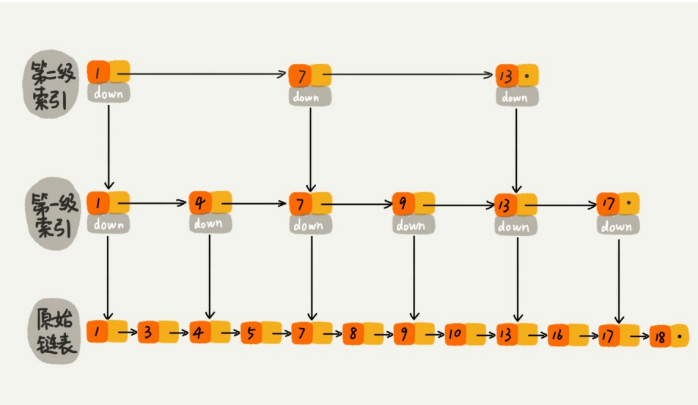 第二级
索引
1 7 13
down down down
第一级
索引
1 4 7 9 13 17
down down down down down down
原始
链表
1 3 4 5 7 8 9 10 13 16 17 18